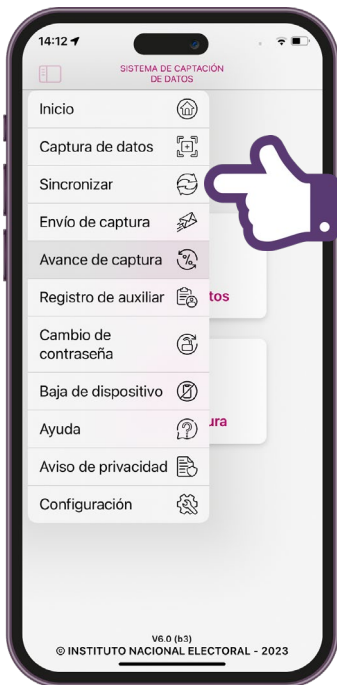 14:12
SISTEMA DE CAPTACIÓN
DE DATOS
Inicio
Captura de datos
Sincronizar
Envío de captura
Avance de captura
Registro de auxiliar
tos
Cambio de
contraseña
Baja de dispositivo
Ayuda
ura
Aviso de privacidad
Configuración
V6.0 (b3)
© INSTITUTO NACIONAL ELECTORAL - 2023